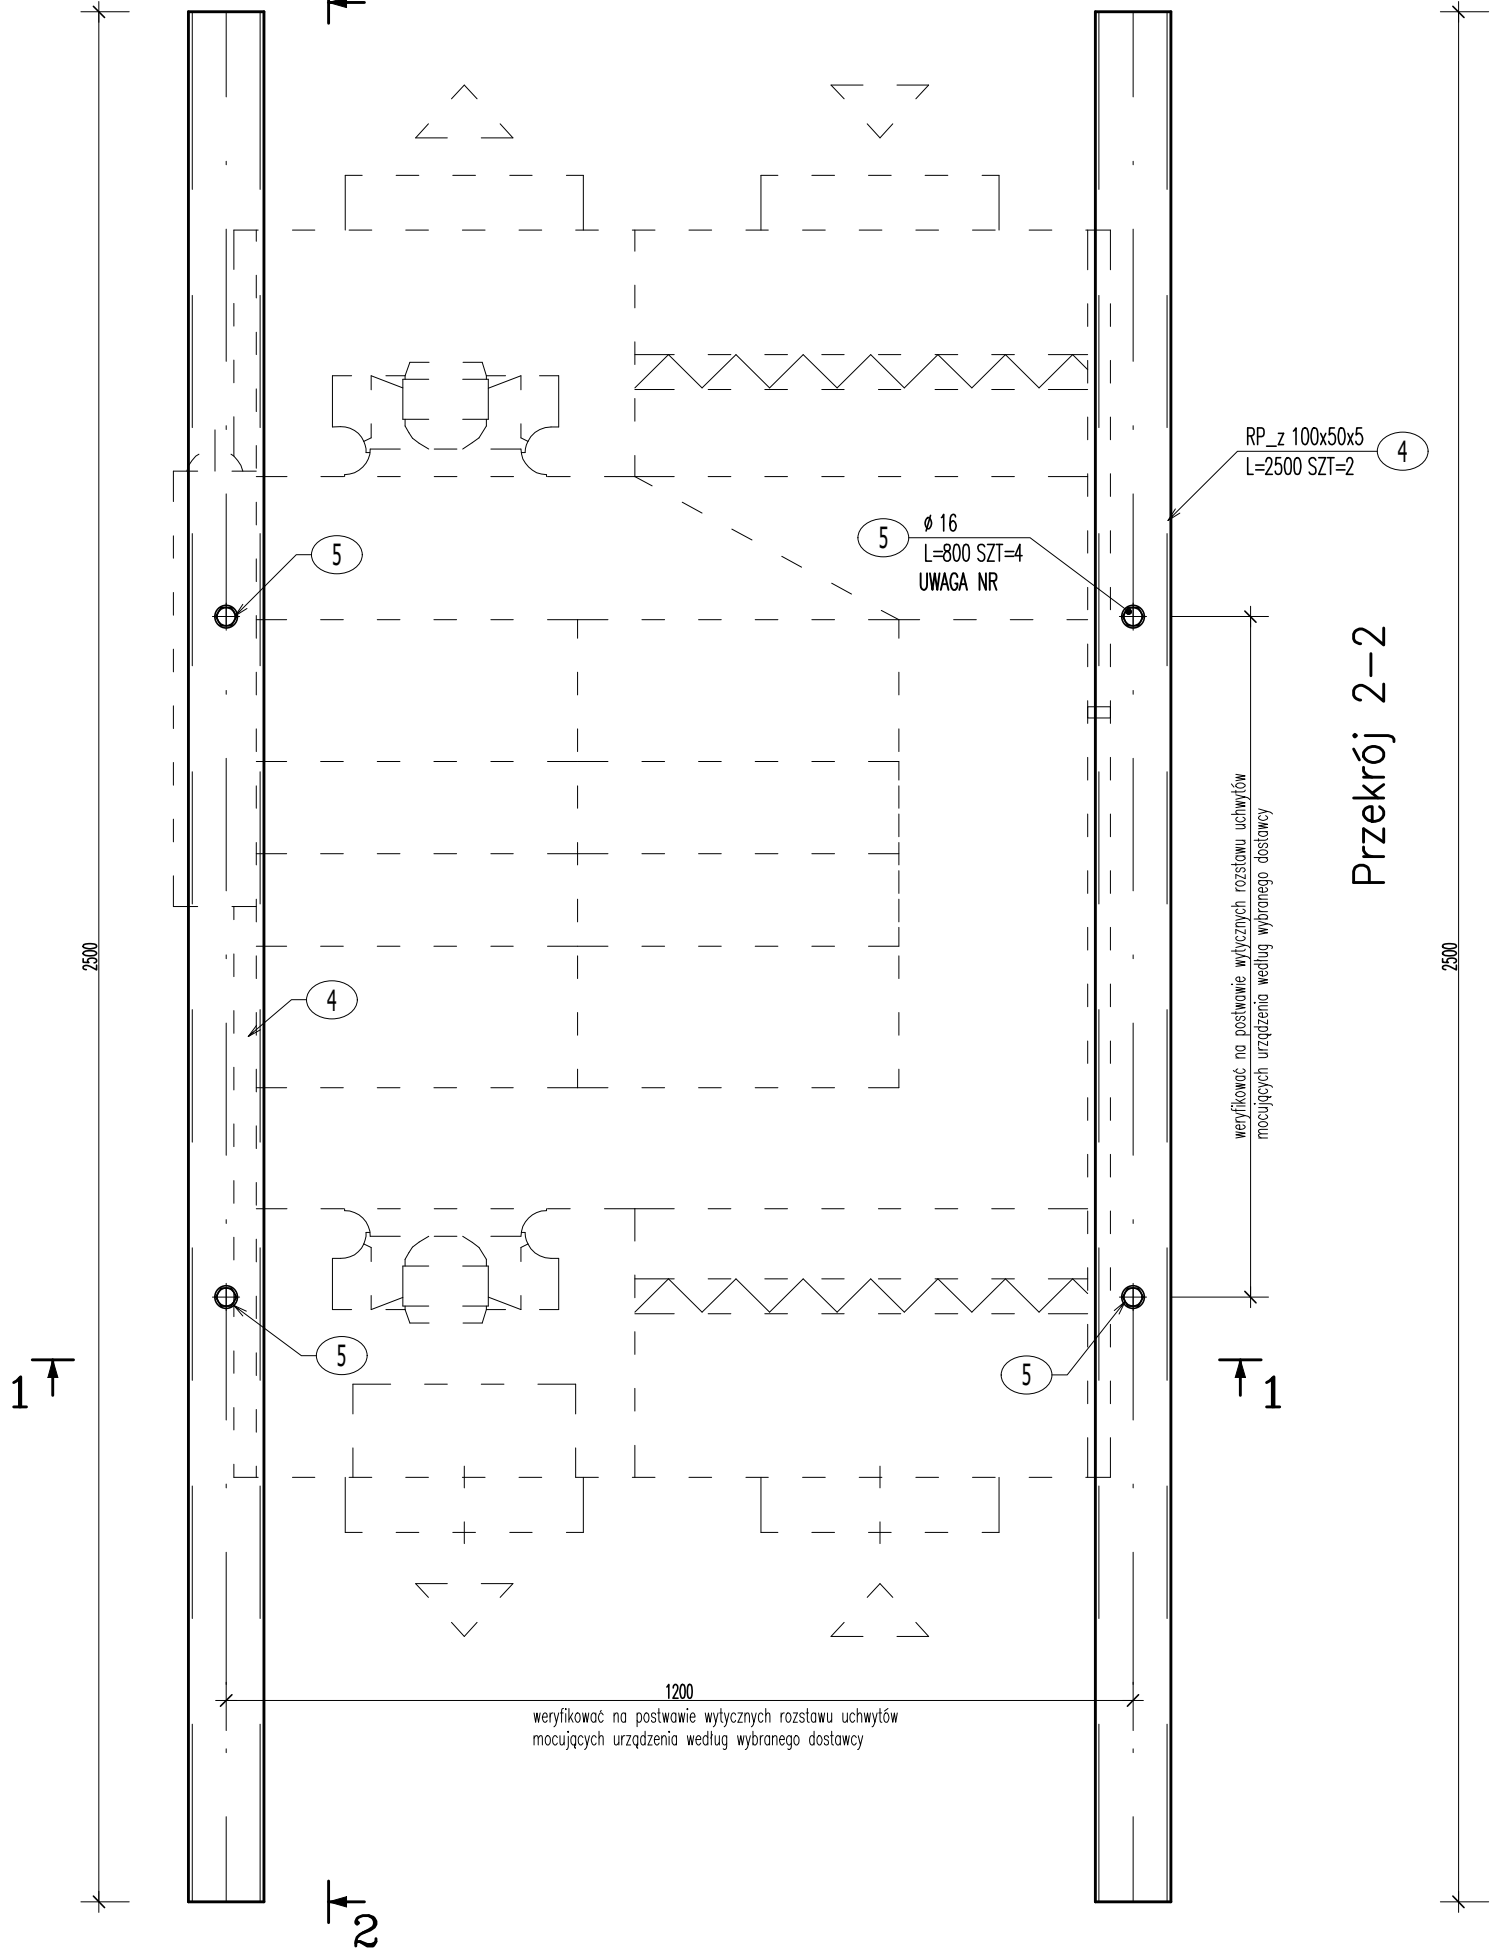 RP_z 100x50x5
4
L=2500 SZT=2
ϕ 16
5
L=800 SZT=4
UWAGA NR
5
Przekrój 2-2
weryfikować na postwawie wytycznych rozstawu uchwytów
mocujących urządzenia według wybranego dostawcy
2500
2500
4
5
5
1
1
1200
weryfikować na postwawie wytycznych rozstawu uchwytów
mocujących urządzenia według wybranego dostawcy
2